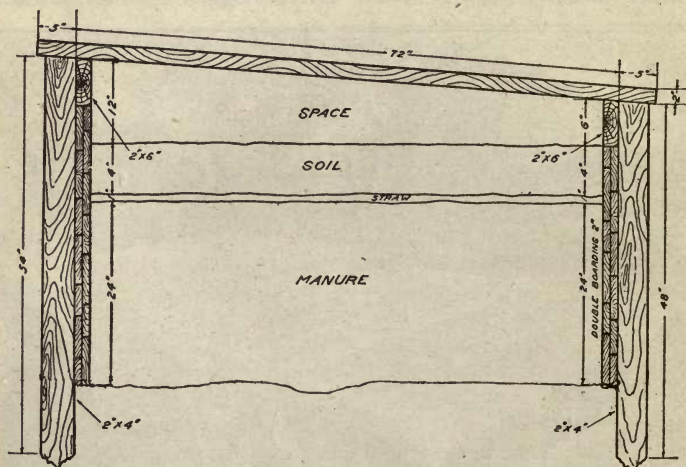 5"
72"
5"
2"
12"
SPACE
6"
2"X6"
2"X6"
SOIL
4"
4"
STRAW
54"
MANURE
24"
24"
DOUBLE BOARDING 2"
48"
2"X4"
2"X4"